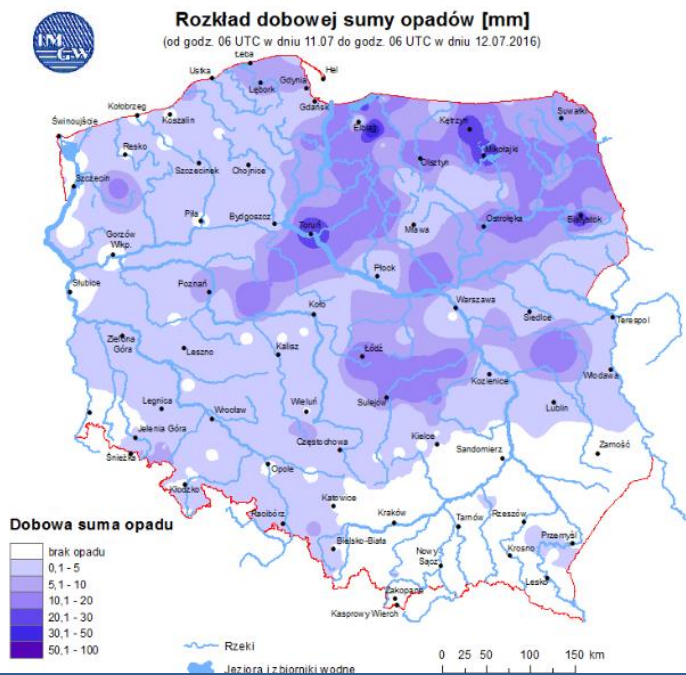 Rozkład dobowej sumy opadów [mm]
(od godz. 06 UTC w dniu 11.07 do godz. 06 UTC w dniu 12.07.2016)
IM
GW
Łeba
Hel
Ustka
Gdynia
Lębork
Gdańsk
Kołobrzeg
Koszalin
Świnoujście
Elbląg
Kętrzyn
Suwałki
Resko
Mikołajki
Olsztyn
Szczecinek
Chojnice
Szczecin
Piła
Bydgoszcz
Toruń
Mława
Ostrołęka
Białystok
Gorzów
Wlkp.
Płock
Słubice
Poznań
Koło
Warszawa
Siedlce
Terespol
Zielona
Góra
Leszno
Kalisz
Łódź
Kozienice
Włodawa
Legnica
Wrocław
Wieluń
Sulejów
Lublin
Jelenia Góra
Śnieżka
Częstochowa
Kielce
Sandomierz
Zamość
Opole
Kłodzko
Katowice
Racibórz
Kraków
Tarnów
Rzeszów
Przemyśl
Bielsko-Biała
Nowy
Sącz
Krosno
Lesko
Zakopane
Kasprowy Wierch
Dobowa suma opadu
brak opadu
0,1 - 5
5,1 - 10
10,1 - 20
20,1 - 30
30,1 - 50
50,1 - 100
Rzeki
Jeziora i zbiorniki wodne
0 25 50 100 150 km